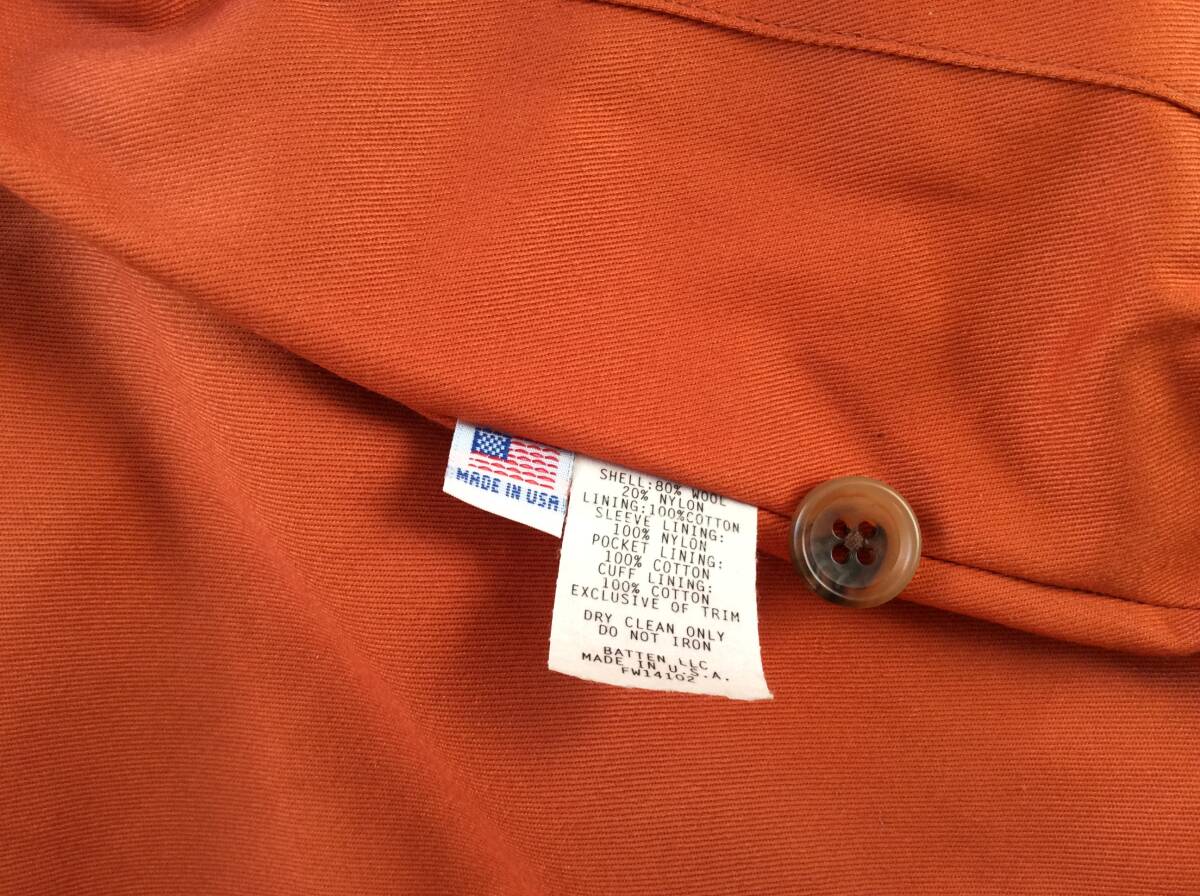 MADE IN USA
SHELL:80% WOOL
20% NYLON
LINING:100%COTTON
SLEEVE LINING:
100% NYLON
POCKET LINING:
100% COTTON
CUFF LINING:
100% COTTON
EXCLUSIVE OF TRIM
DRY CLEAN ONLY
DO NOT IRON
BATTEN LLC
MADE IN U.S.A.
FW14102